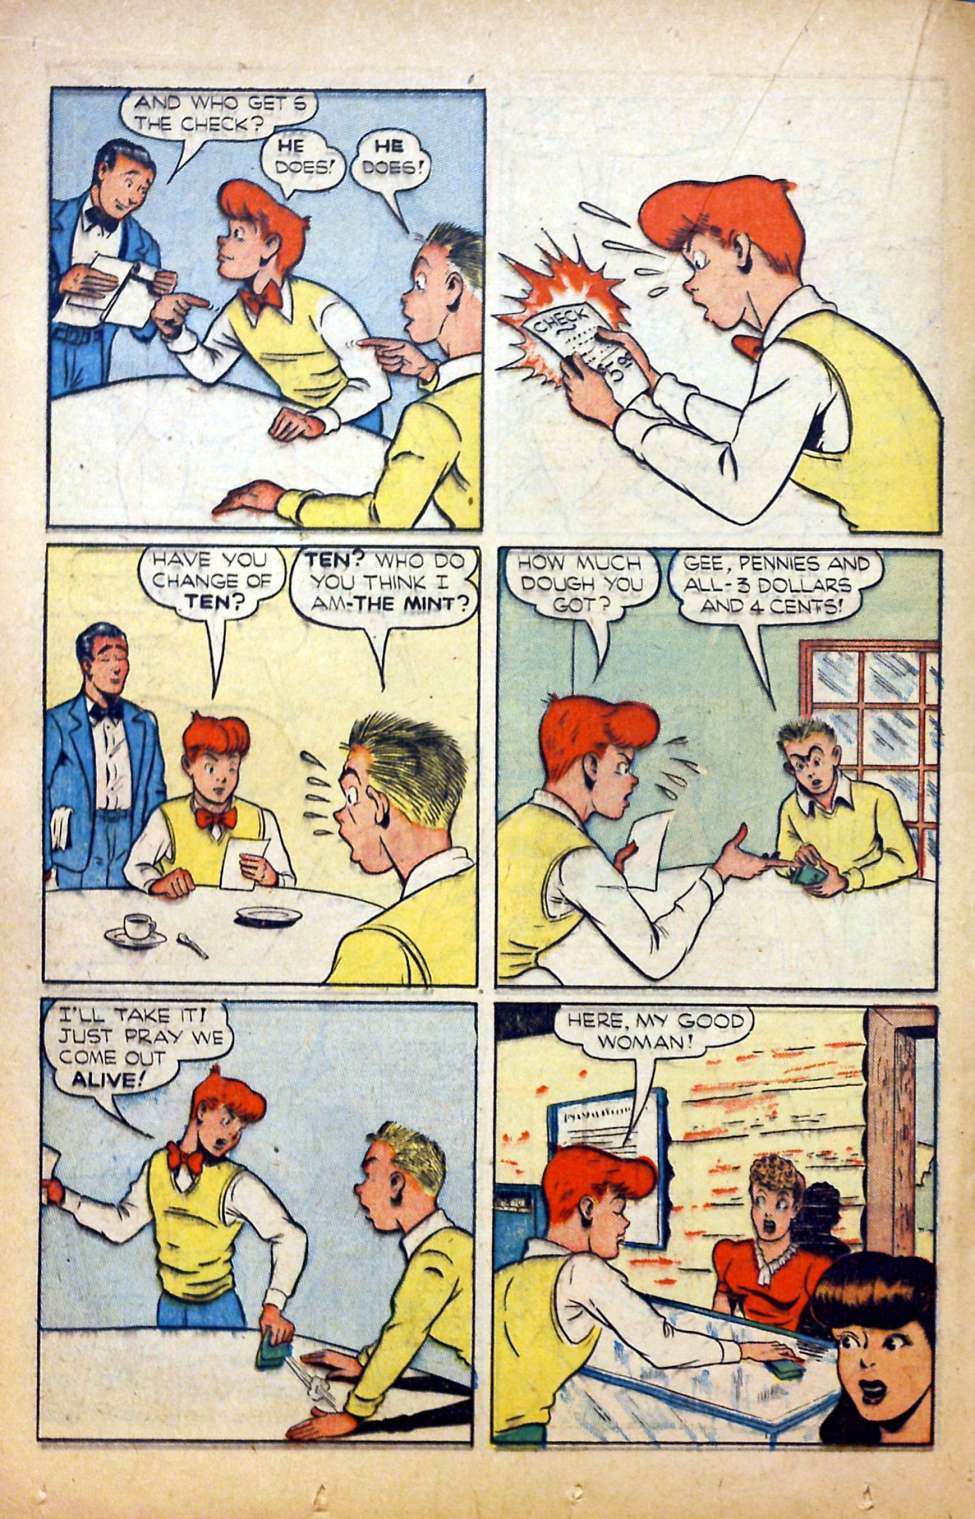 AND WHO GETS
THE CHECK?
HE
DOES!
HE
DOES!
CHECK
HAVE YOU
CHANGE OF
TEN?
TEN? WHO DO
YOU THINK I
AM-THE MINT?
HOW MUCH
DOUGH YOU
GOT?
GEE, PENNIES AND
ALL-3 DOLLARS
AND 4 CENTS!
I'LL TAKE IT!
JUST PRAY WE
COME OUT
ALIVE!
HERE, MY GOOD
WOMAN!